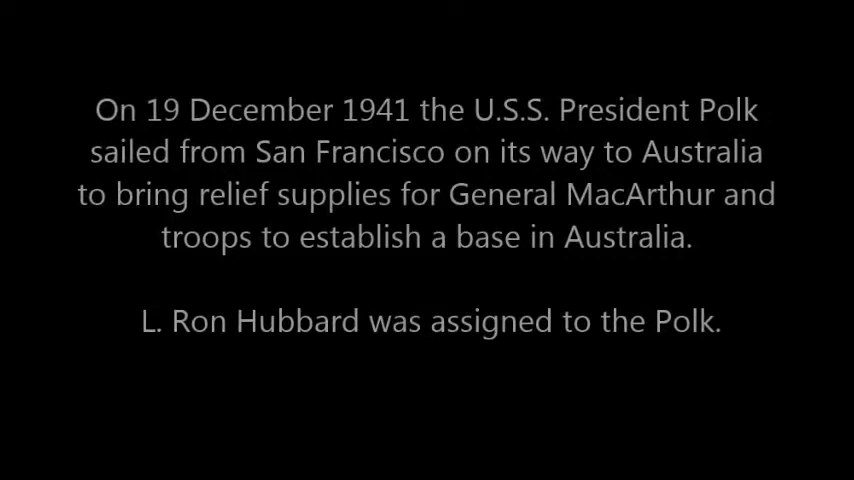 On 19 December 1941 the U.S.S. President Polk
sailed from San Francisco on its way to Australia
to bring relief supplies for General MacArthur and
troops to establish a base in Australia.
L. Ron Hubbard was assigned to the Polk.